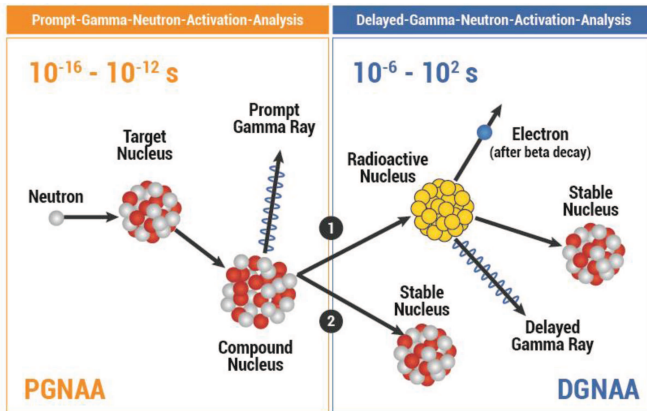 Prompt-Gamma-Neutron-Activation-Analysis
Delayed-Gamma-Neutron-Activation-Analysis
10⁻¹⁶ - 10⁻¹² s
10⁻⁶ - 10² s
Prompt
Gamma Ray
Target
Nucleus
Neutron
Compound
Nucleus
1
2
Radioactive
Nucleus
Electron
(after beta decay)
Stable
Nucleus
Stable
Nucleus
Delayed
Gamma Ray
PGNAA
DGNAA